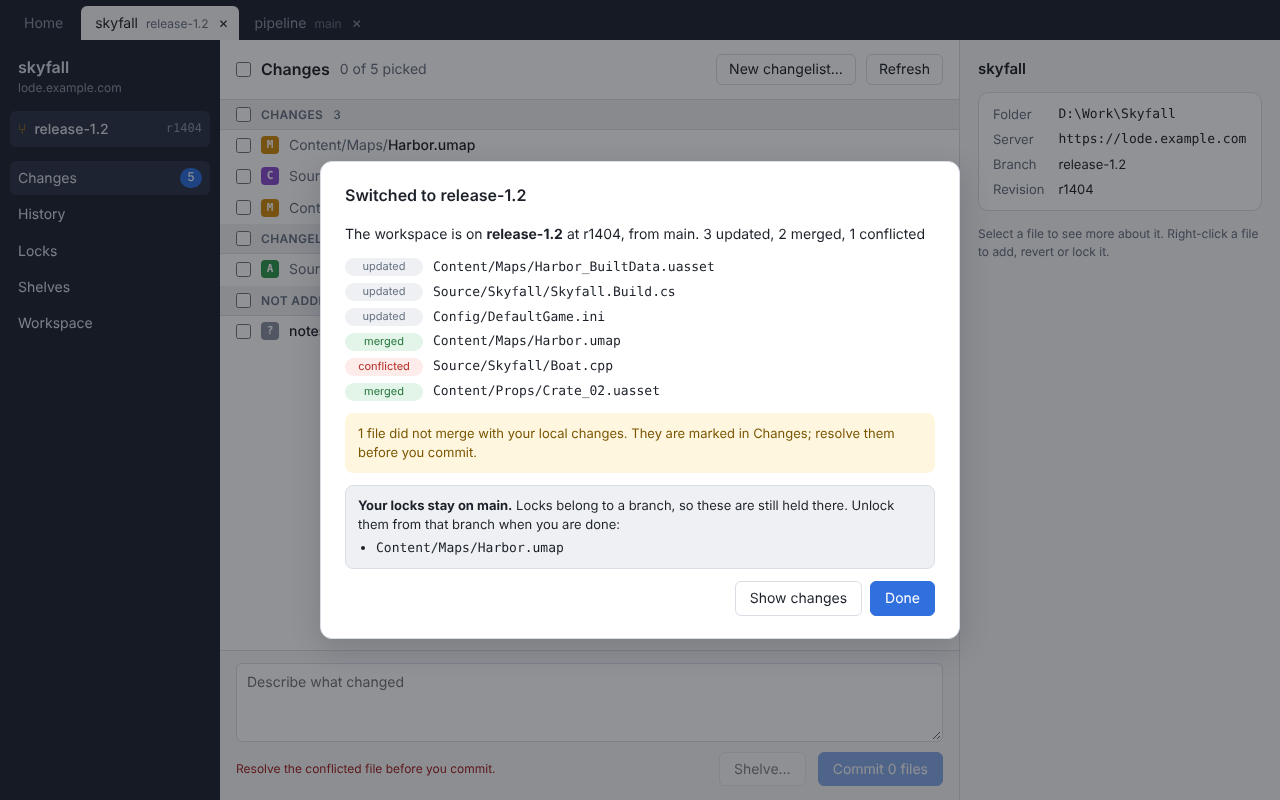 Home
skyfall release-1.2 ×
pipeline main ×
skyfall
lode.example.com
release-1.2 r1404
Changes 5
History
Locks
Shelves
Workspace
Changes 0 of 5 picked
New changelist...
Refresh
CHANGES 3
M Content/Maps/Harbor.umap
C
M
A
NOT ADD
? note
Switched to release-1.2
The workspace is on release-1.2 at r1404, from main. 3 updated, 2 merged, 1 conflicted
updated Content/Maps/Harbor_BuiltData.uasset
updated Source/Skyfall/Skyfall.Build.cs
updated Config/DefaultGame.ini
merged Content/Maps/Harbor.umap
conflicted Source/Skyfall/Boat.cpp
merged Content/Props/Crate_02.uasset
1 file did not merge with your local changes. They are marked in Changes; resolve them
before you commit.
Your locks stay on main. Locks belong to a branch, so these are still held there. Unlock
them from that branch when you are done:
• Content/Maps/Harbor.umap
Show changes
Done
Describe what changed
Resolve the conflicted file before you commit.
Shelve...
Commit 0 files
skyfall
Folder D:\Work\Skyfall
Server https://lode.example.com
Branch release-1.2
Revision r1404
Select a file to see more about it. Right-click a file
to add, revert or lock it.